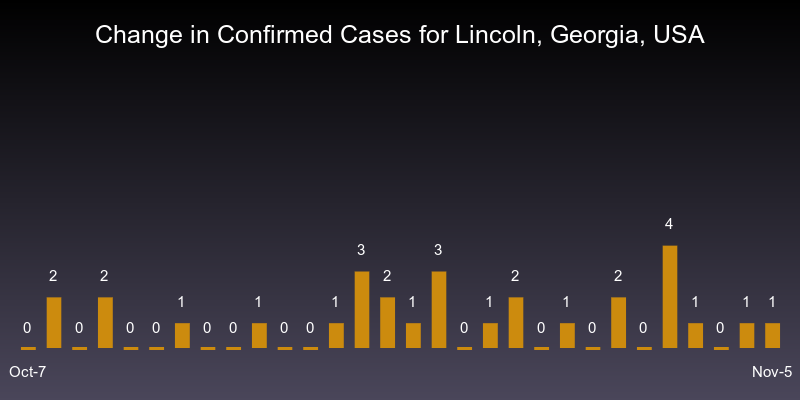 Change in Confirmed Cases for Lincoln, Georgia, USA
0 2 0 2 0 0 1 0 0 1 0 0 1 3 2 1 3 0 1 2 0 1 0 2 0 4 1 0 1 1
Oct-7 Nov-5